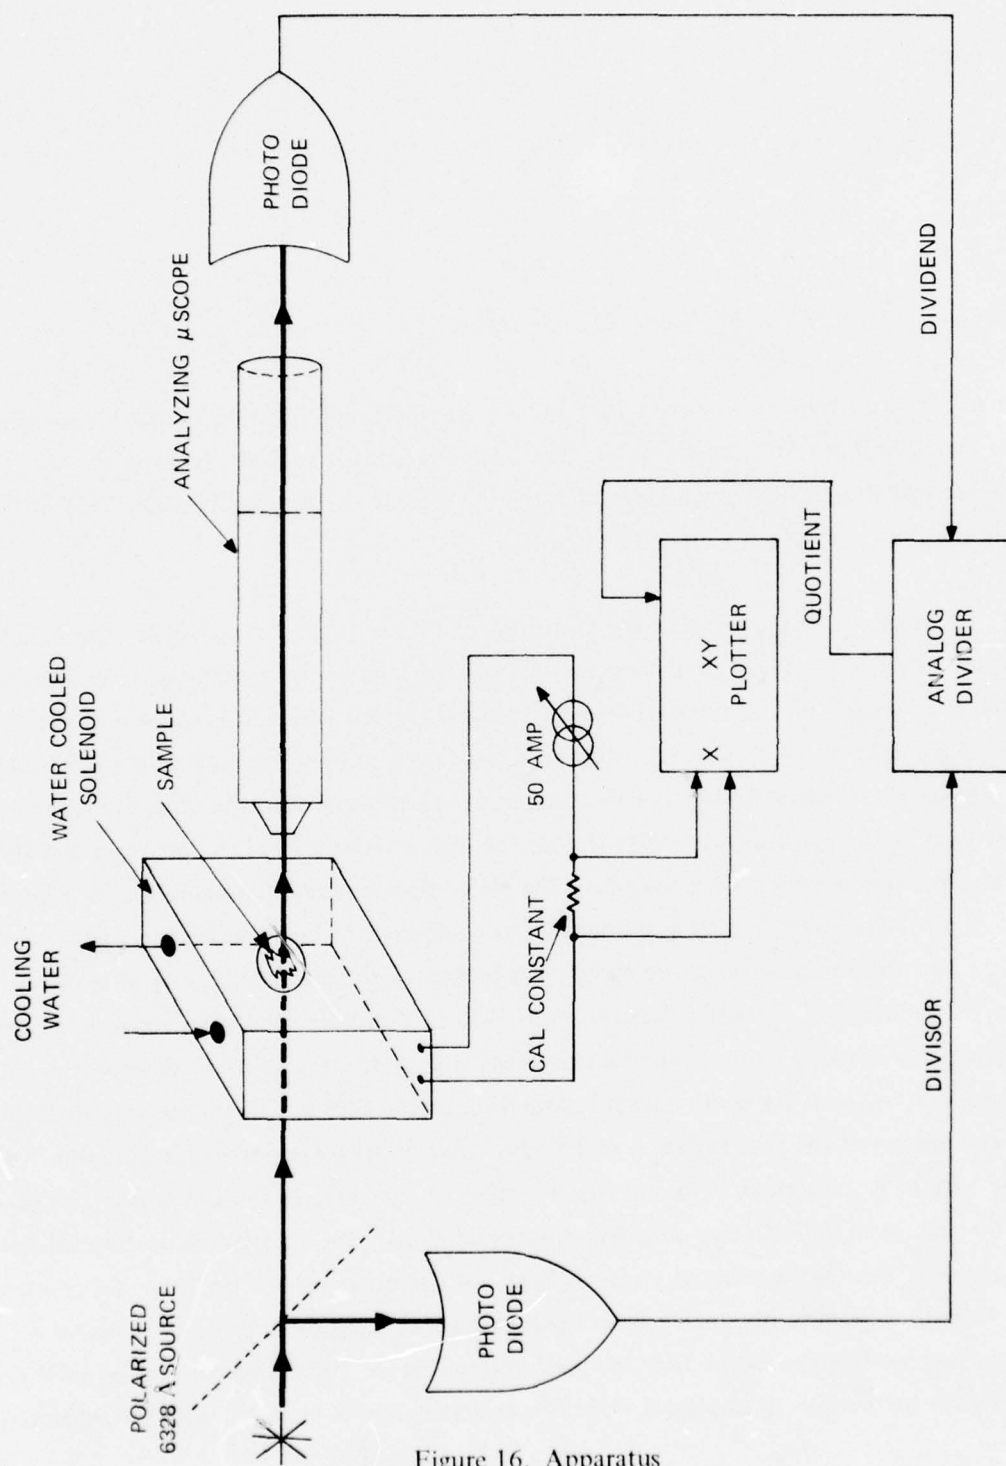 PHOTO
DIODE
ANALYZING μSCOPE
WATER COOLED
SOLENOID
SAMPLE
COOLING
WATER
POLARIZED
6328 Å SOURCE
PHOTO
DIODE
50 AMP
CAL CONSTANT
X
XY
PLOTTER
QUOTIENT
DIVIDEND
ANALOG
DIVIDER
DIVISOR
Figure 16. Apparatus